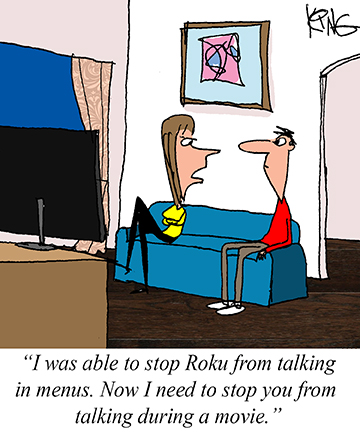 KING
“I was able to stop Roku from talking
in menus. Now I need to stop you from
talking during a movie.”